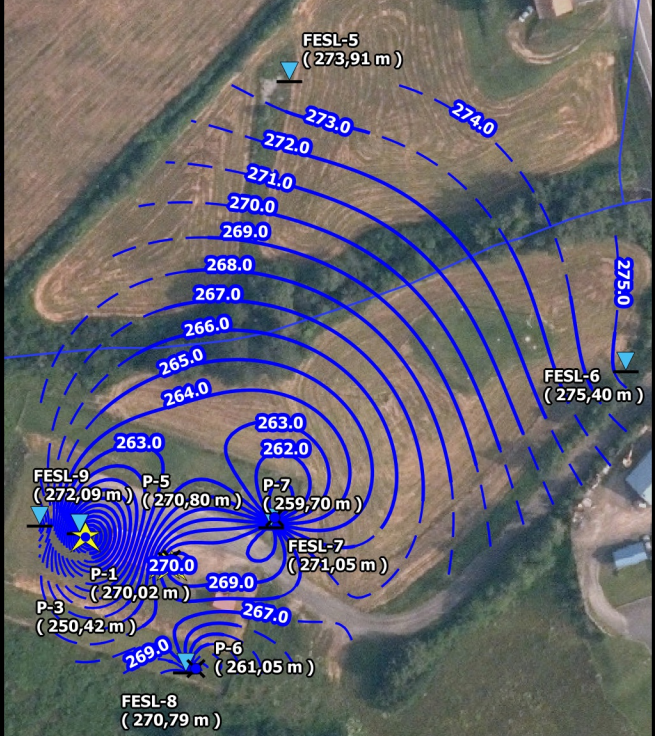 FESL-5
( 273,91 m )
273.0
274.0
272.0
271.0
270.0
269.0
268.0
267.0
275.0
266.0
265.0
FESL-6
( 275,40 m )
264.0
263.0
263.0
262.0
FESL-9
( 272,09 m )
P-5
( 270,80 m )
P-7
( 259,70 m )
FESL-7
( 271,05 m )
270.0
P-1
( 270,02 m )
269.0
P-3
( 250,42 m )
267.0
269.0
P-6
( 261,05 m )
FESL-8
( 270,79 m )